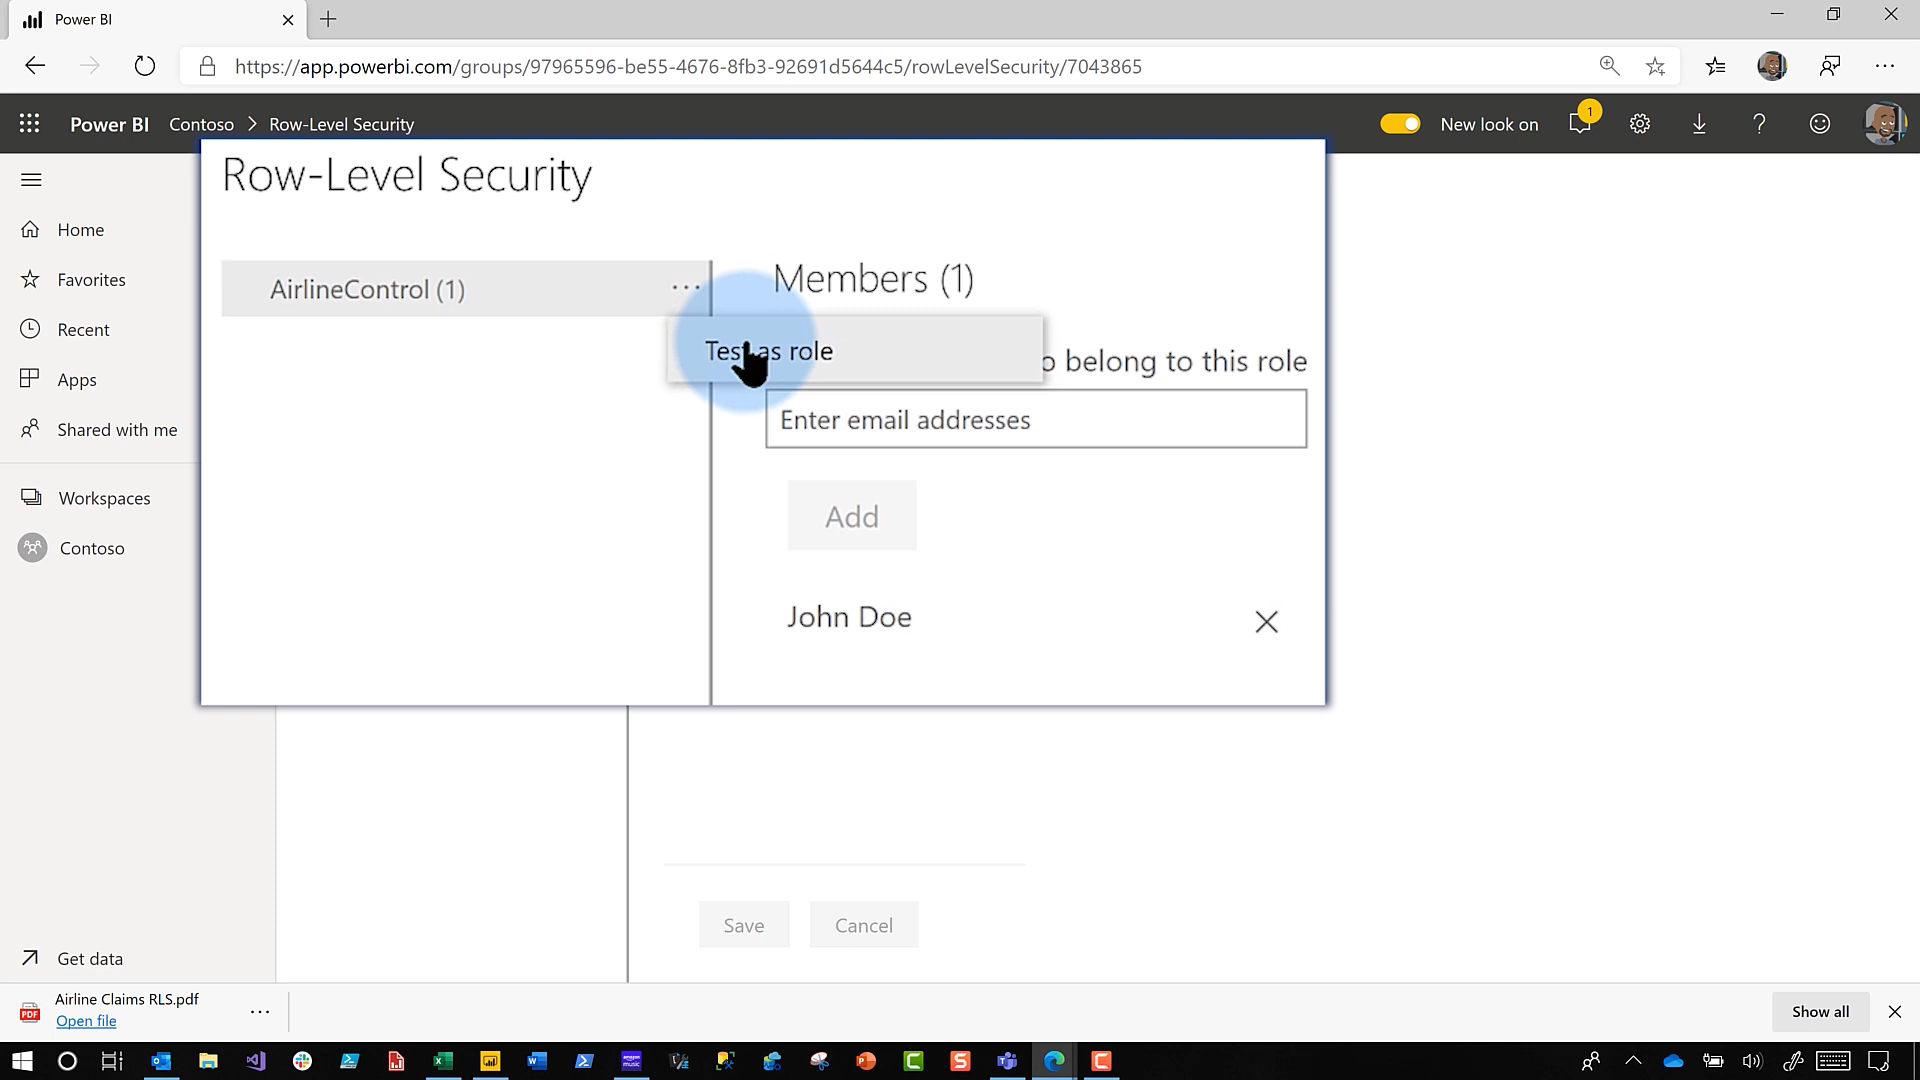 Power BI
https://app.powerbi.com/groups/97965596-be55-4676-8fb3-92691d5644c5/rowLevelSecurity/7043865
Power BI Contoso > Row-Level Security
New look on
1
?
Home
Favorites
Recent
Apps
Shared with me
Workspaces
Contoso
Get data
Row-Level Security
AirlineControl (1)
...
Members (1)
Test as role
o belong to this role
Enter email addresses
Add
John Doe
Save
Cancel
PDF
Airline Claims RLS.pdf
Open file
...
Show all